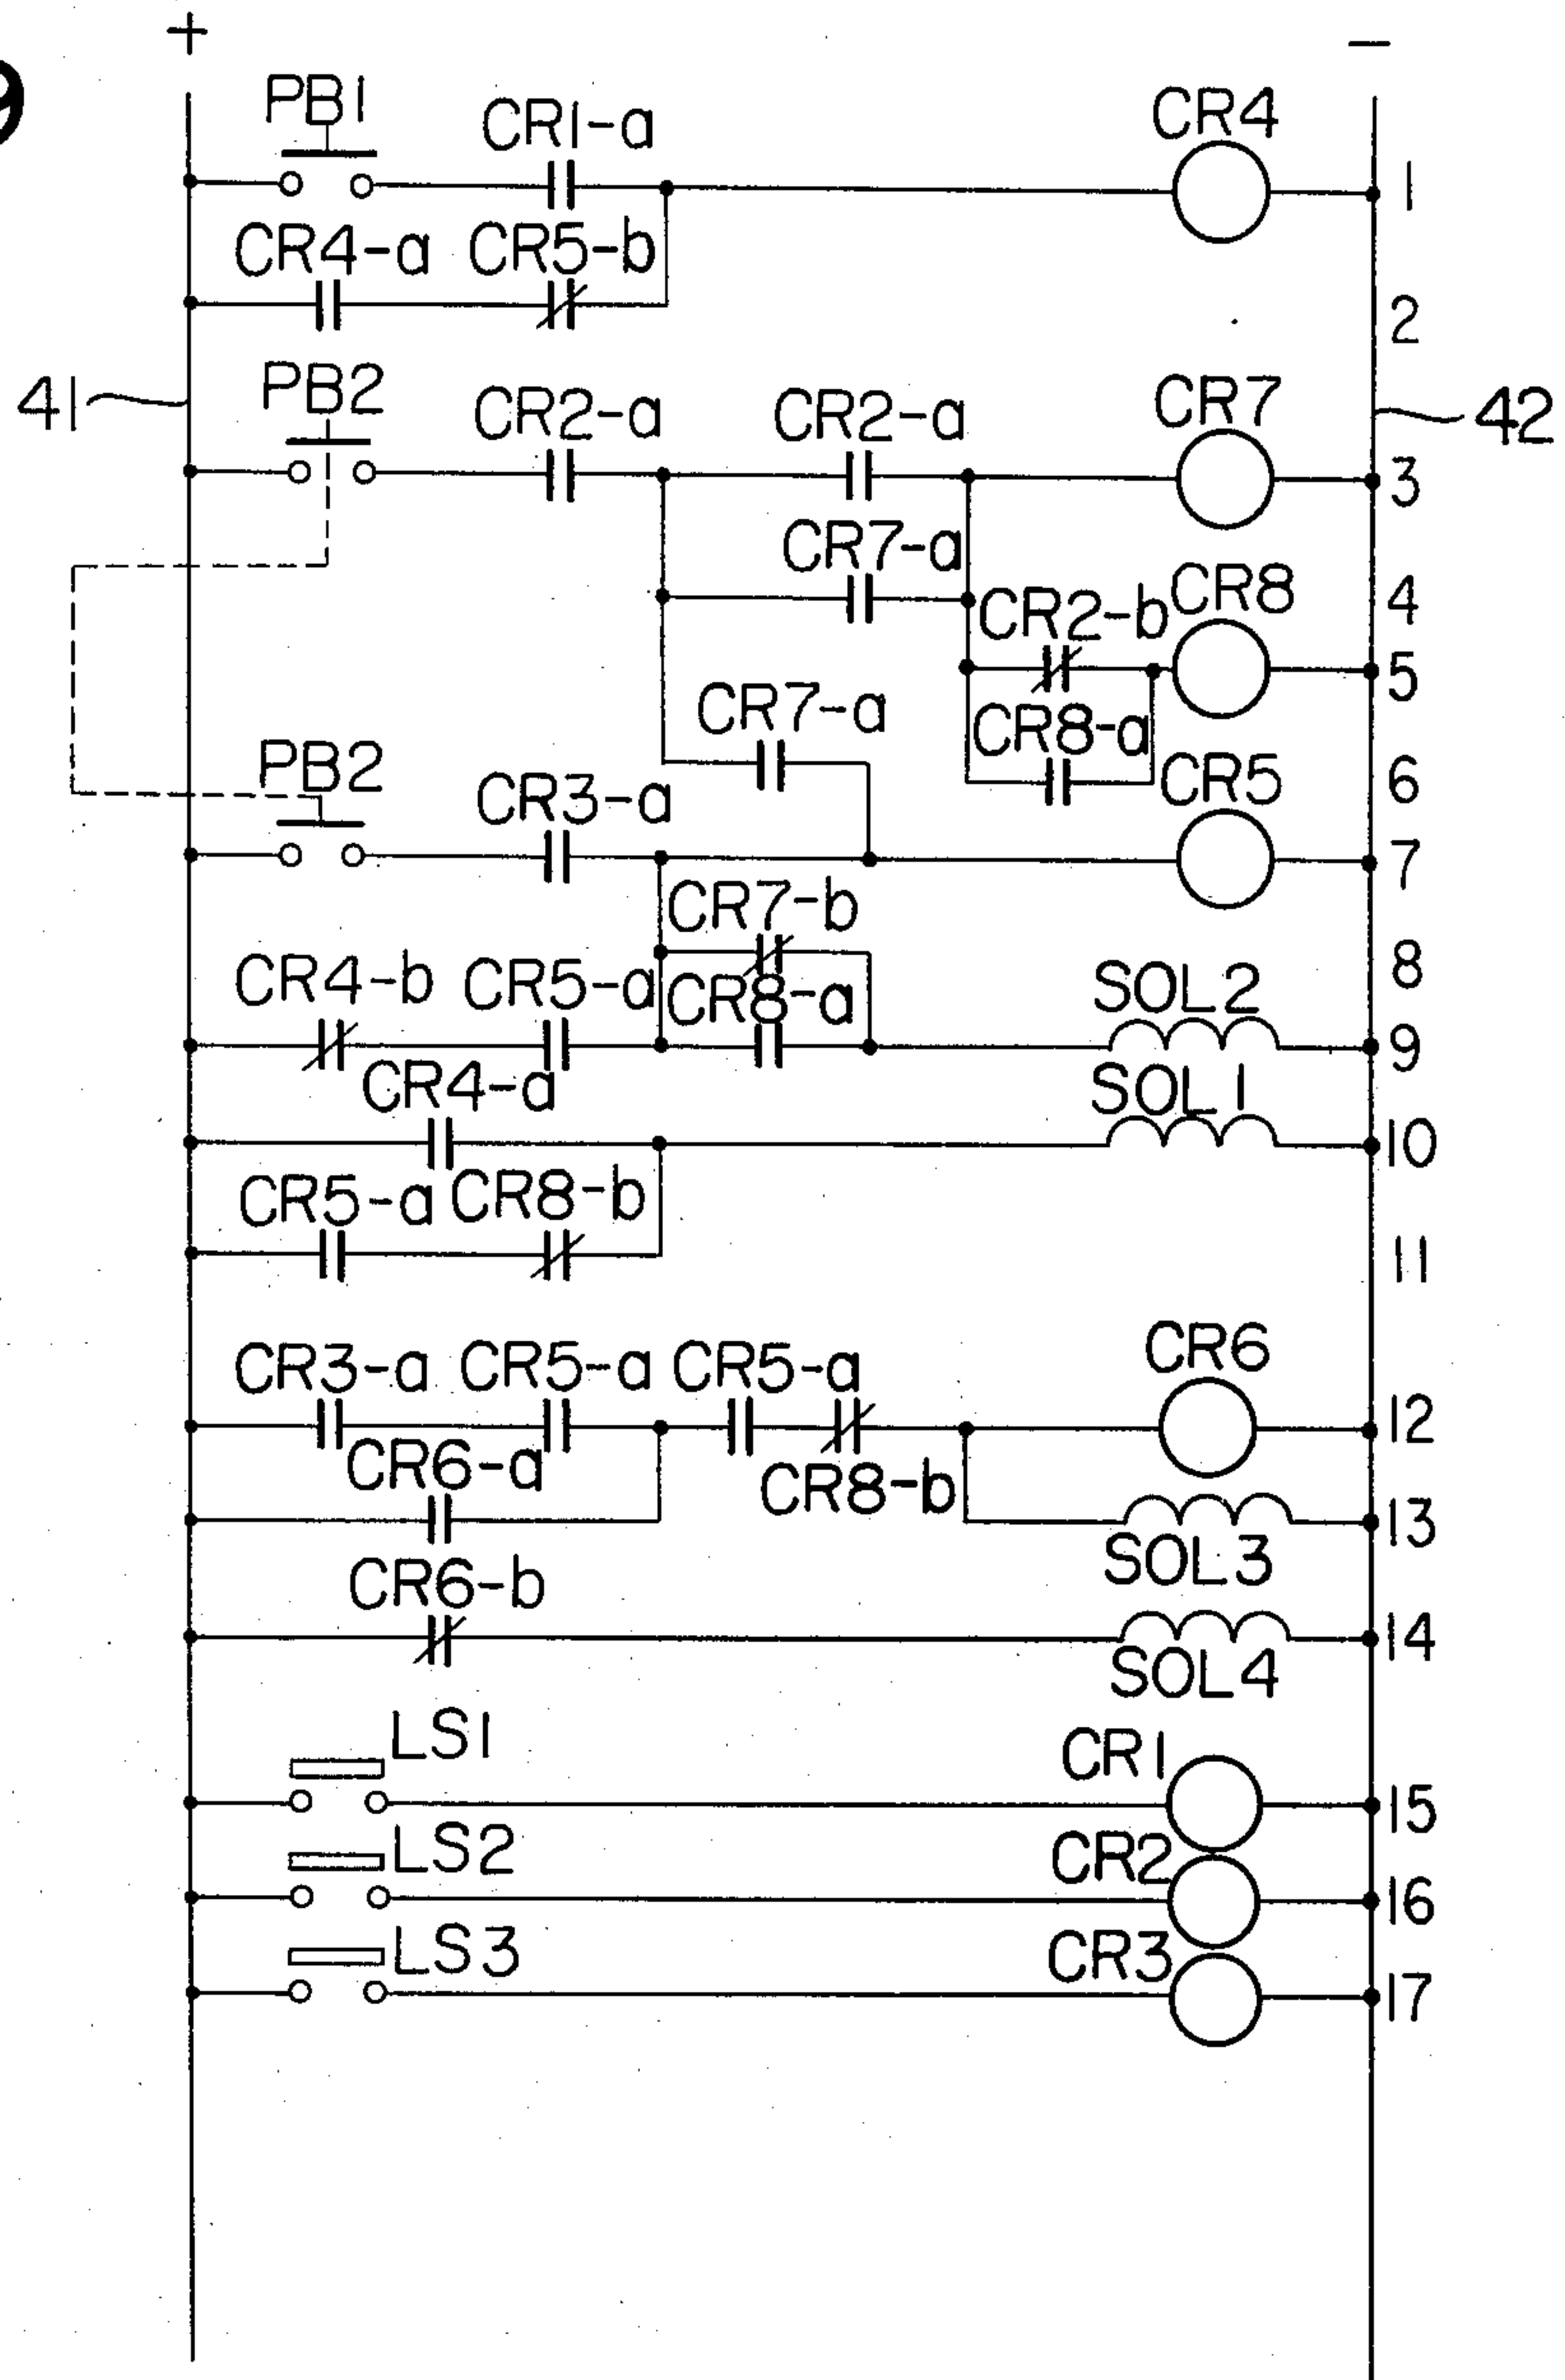 + −
9
PB1 CR1-a CR4 1
CR4-a CR5-b 2
41 PB2 CR2-a CR2-a CR7 42
3
CR7-a 4
CR2-b CR8 5
CR7-a CR8-a 6
PB2 CR3-a CR5 7
CR7-b 8
CR4-b CR5-a CR8-a SOL2 9
CR4-a SOL1 10
CR5-a CR8-b 11
CR3-a CR5-a CR5-a CR6 12
CR6-a CR8-b 13
SOL3
CR6-b 14
SOL4
LS1 CR1 15
LS2 CR2 16
LS3 CR3 17